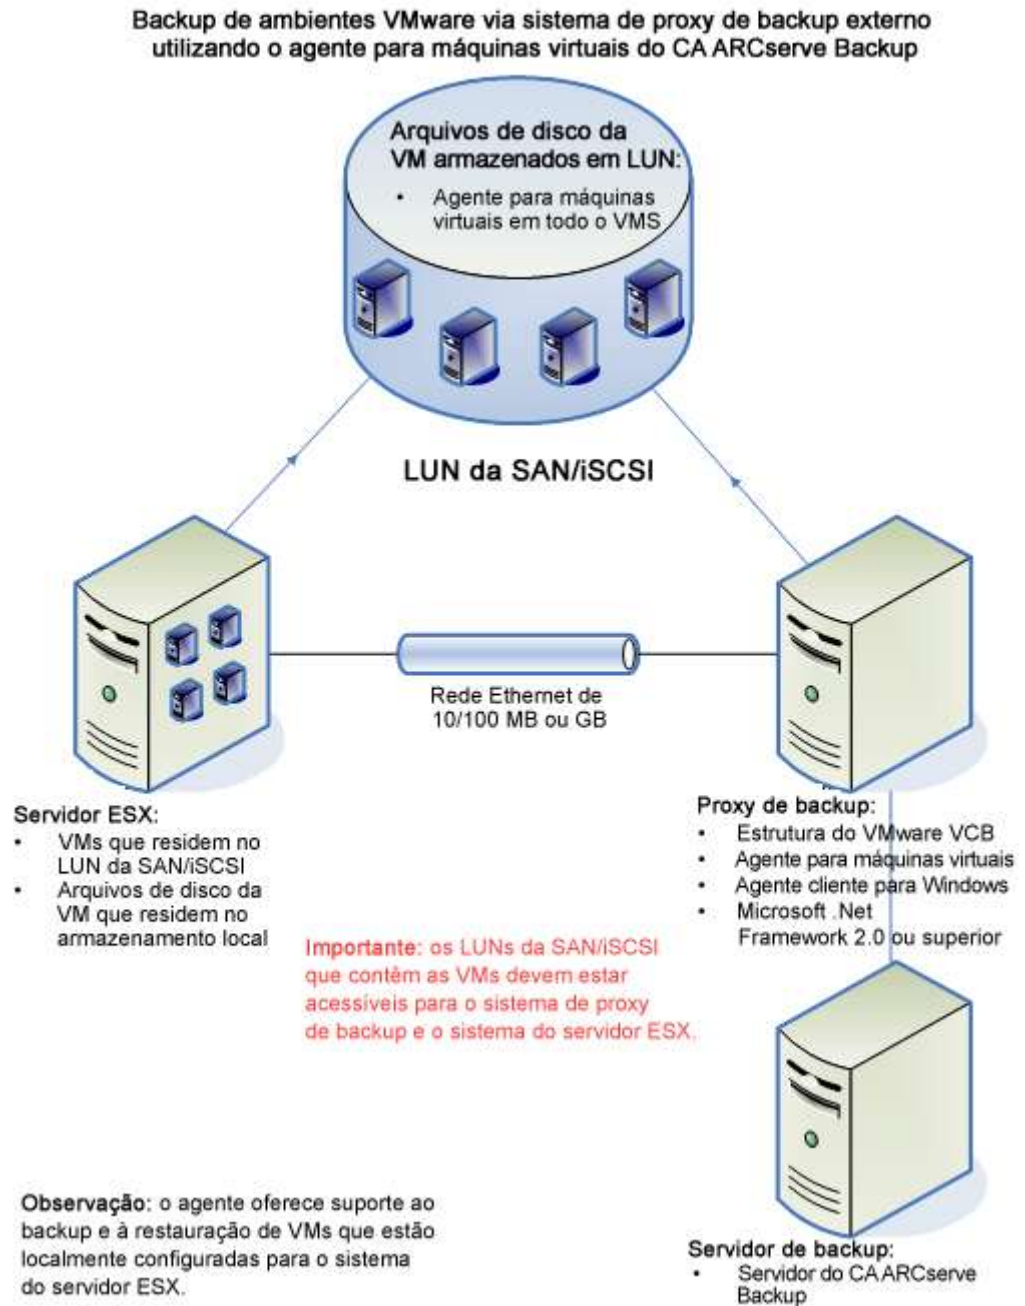 Backup de ambientes VMware via sistema de proxy de backup externo
utilizando o agente para máquinas virtuais do CA ARCserve Backup
Arquivos de disco da
VM armazenados em LUN:
• Agente para máquinas
virtuais em todo o VMS
LUN da SAN/iSCSI
Rede Ethernet de
10/100 MB ou GB
Servidor ESX:
• VMs que residem no
LUN da SAN/iSCSI
• Arquivos de disco da
VM que residem no
armazenamento local
Proxy de backup:
• Estrutura do VMware VCB
• Agente para máquinas virtuais
• Agente cliente para Windows
• Microsoft .Net
Framework 2.0 ou superior
Importante: os LUNs da SAN/iSCSI
que contêm as VMs devem estar
acessíveis para o sistema de proxy
de backup e o sistema do servidor ESX.
Observação: o agente oferece suporte ao
backup e à restauração de VMs que estão
localmente configuradas para o sistema
do servidor ESX.
Servidor de backup:
• Servidor do CA ARCserve
Backup